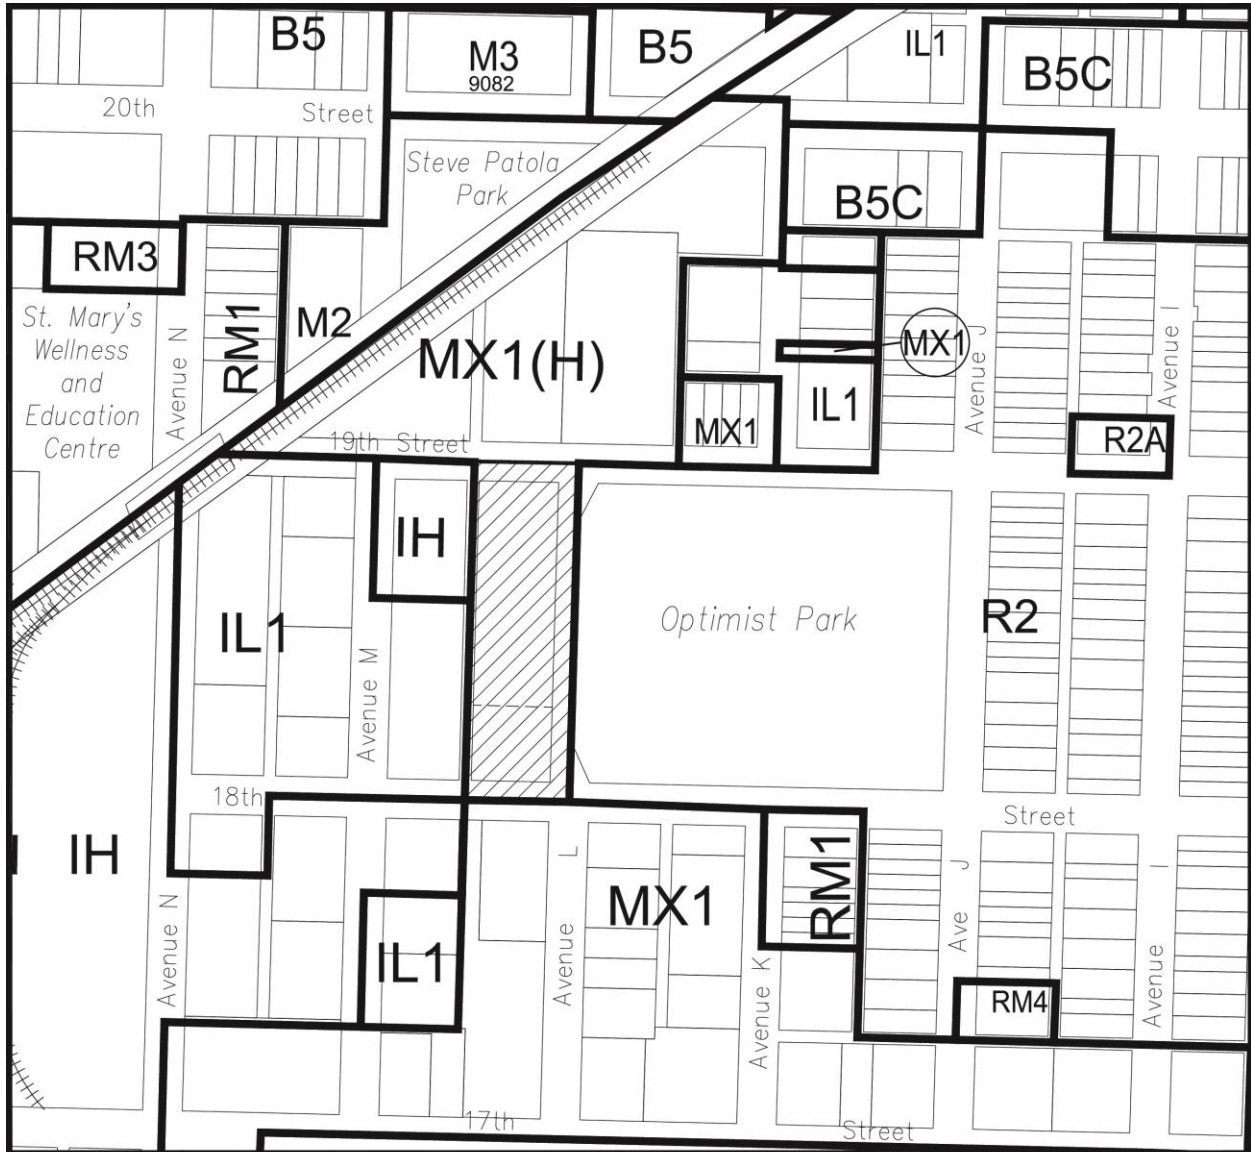 B5
M3
9082
B5
IL1
B5C
20th
Street
Steve Patola
Park
B5C
RM3
St. Mary's
Wellness
and
Education
Centre
Avenue N
RM1
M2
MX1(H)
MX1
Avenue J
Avenue I
IL1
MX1
R2A
19th Street
IH
IL1
Optimist Park
R2
Avenue M
18th
Street
IH
Avenue N
IL1
Avenue L
MX1
RM1
Avenue K
Ave J
Avenue I
RM4
17th
Street